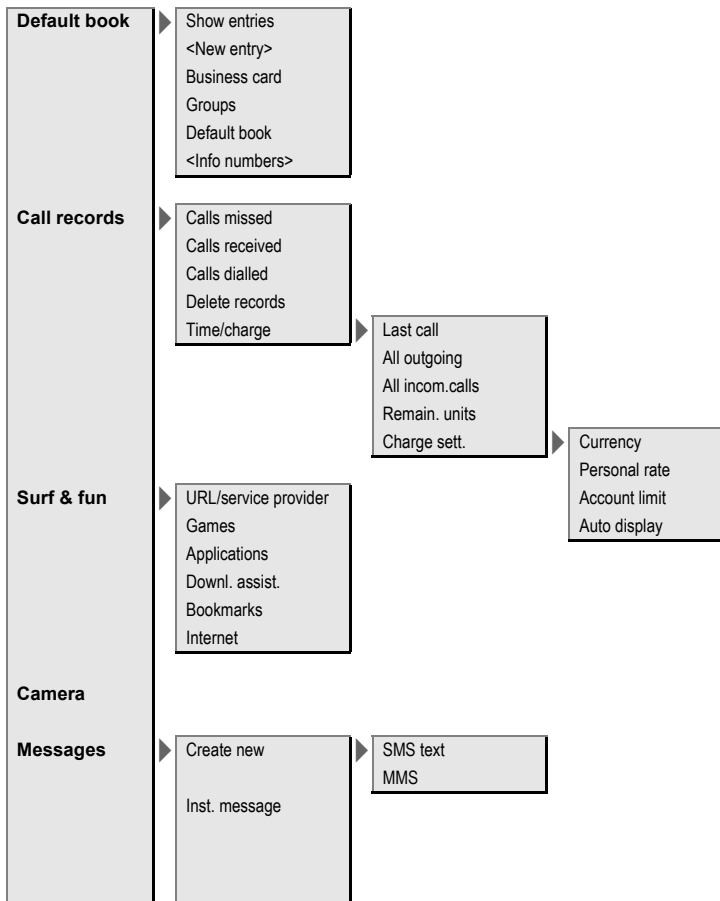 Default book
Show entries
<New entry>
Business card
Groups
Default book
<Info numbers>
Call records
Calls missed
Calls received
Calls dialled
Delete records
Time/charge
Last call
All outgoing
All incom.calls
Remain. units
Charge sett.
Currency
Personal rate
Account limit
Auto display
Surf & fun
URL/service provider
Games
Applications
Downl. assist.
Bookmarks
Internet
Camera
Messages
Create new
SMS text
MMS
Inst. message